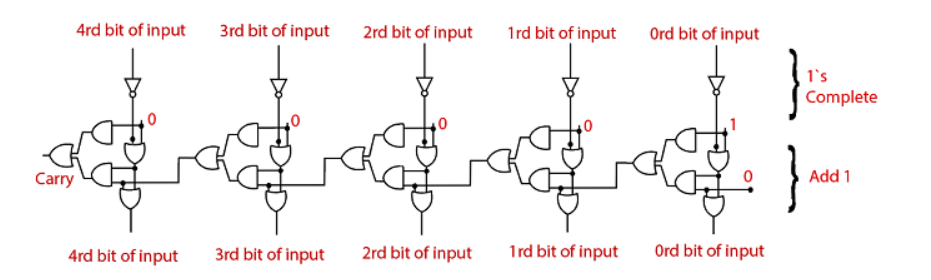 4rd bit of input
3rd bit of input
2rd bit of input
1rd bit of input
0rd bit of input
1`s
Complete
0
0
0
0
1
Carry
0
Add 1
4rd bit of input
3rd bit of input
2rd bit of input
1rd bit of input
0rd bit of input